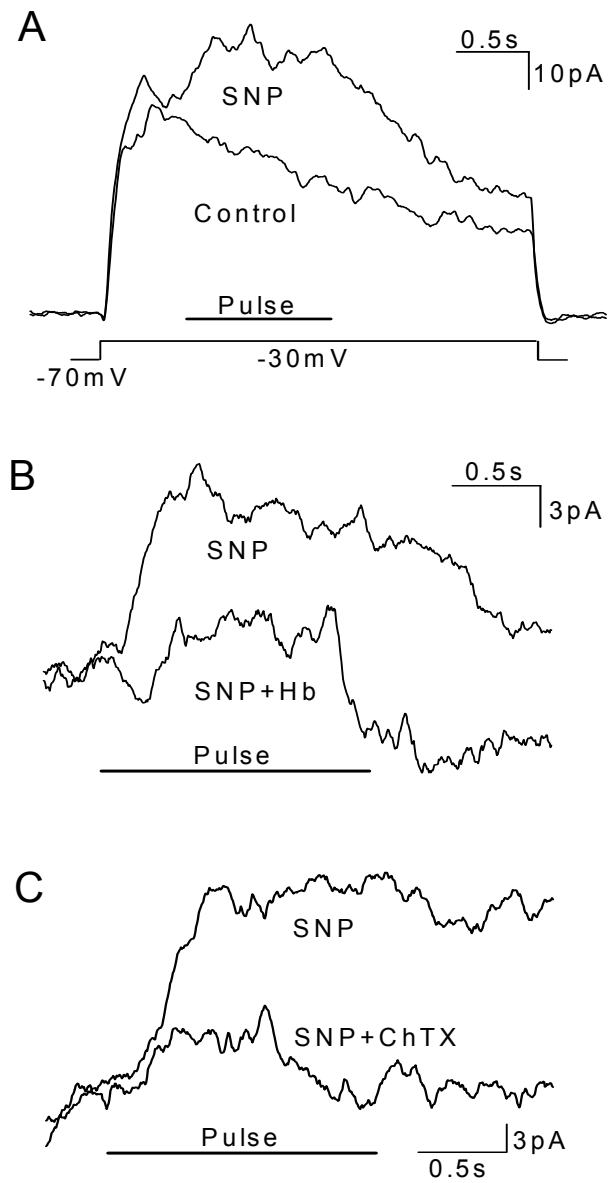 A
0.5s
10pA
SNP
Control
Pulse
-70mV
-30mV
B
0.5s
3pA
SNP
SNP+Hb
Pulse
C
SNP
SNP+ChTX
Pulse
3pA
0.5s